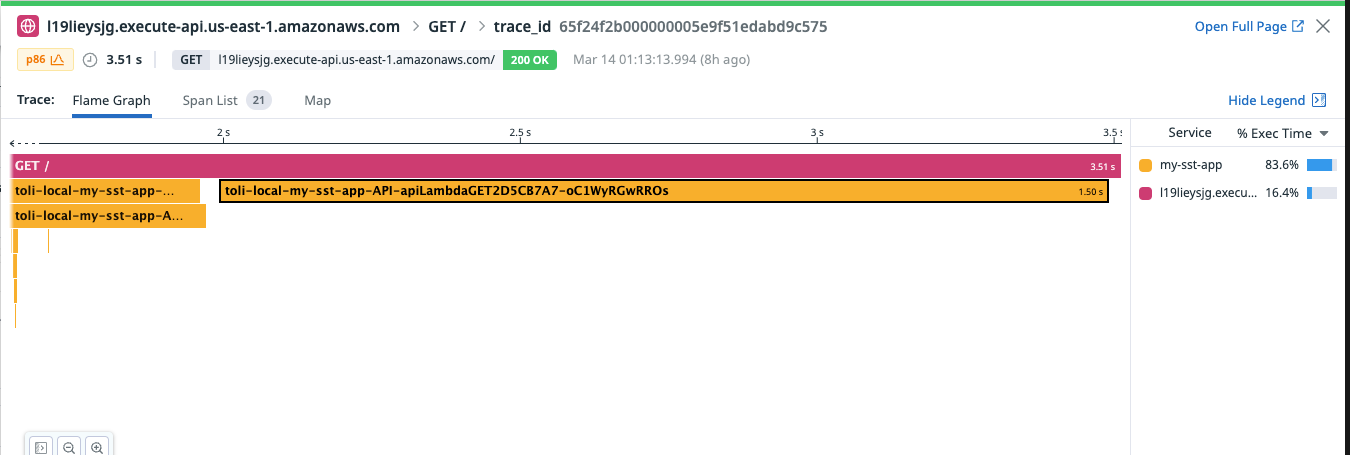 l19lieysjg.execute-api.us-east-1.amazonaws.com > GET / > trace_id 65f24f2b000000005e9f51edabd9c575
Open Full Page
p86 3.51 s GET l19lieysjg.execute-api.us-east-1.amazonaws.com/ 200 OK Mar 14 01:13:13.994 (8h ago)
Trace: Flame Graph Span List 21 Map
Hide Legend
2 s 2.5 s 3 s 3.5 s
GET / 3.51 s
toli-local-my-sst-app-...
toli-local-my-sst-app-API-apiLambdaGET2D5CB7A7-oC1WyRGwRROs 1.50 s
toli-local-my-sst-app-A...
Service % Exec Time
my-sst-app 83.6%
l19lieysjg.execu... 16.4%